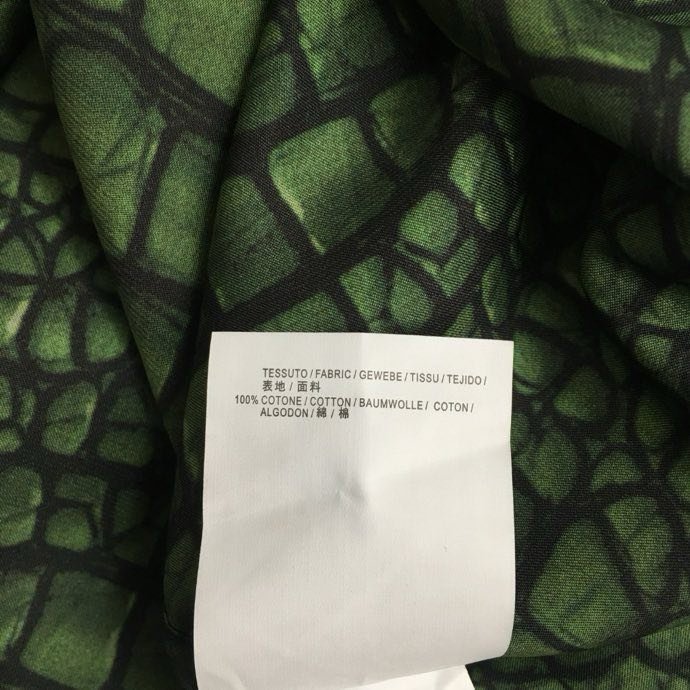 TESSUTO / FABRIC / GEWEBE / TISSU / TEJIDO /
表地 / 面料
100% COTONE / COTTON / BAUMWOLLE / COTON /
ALGODON / 綿 / 棉